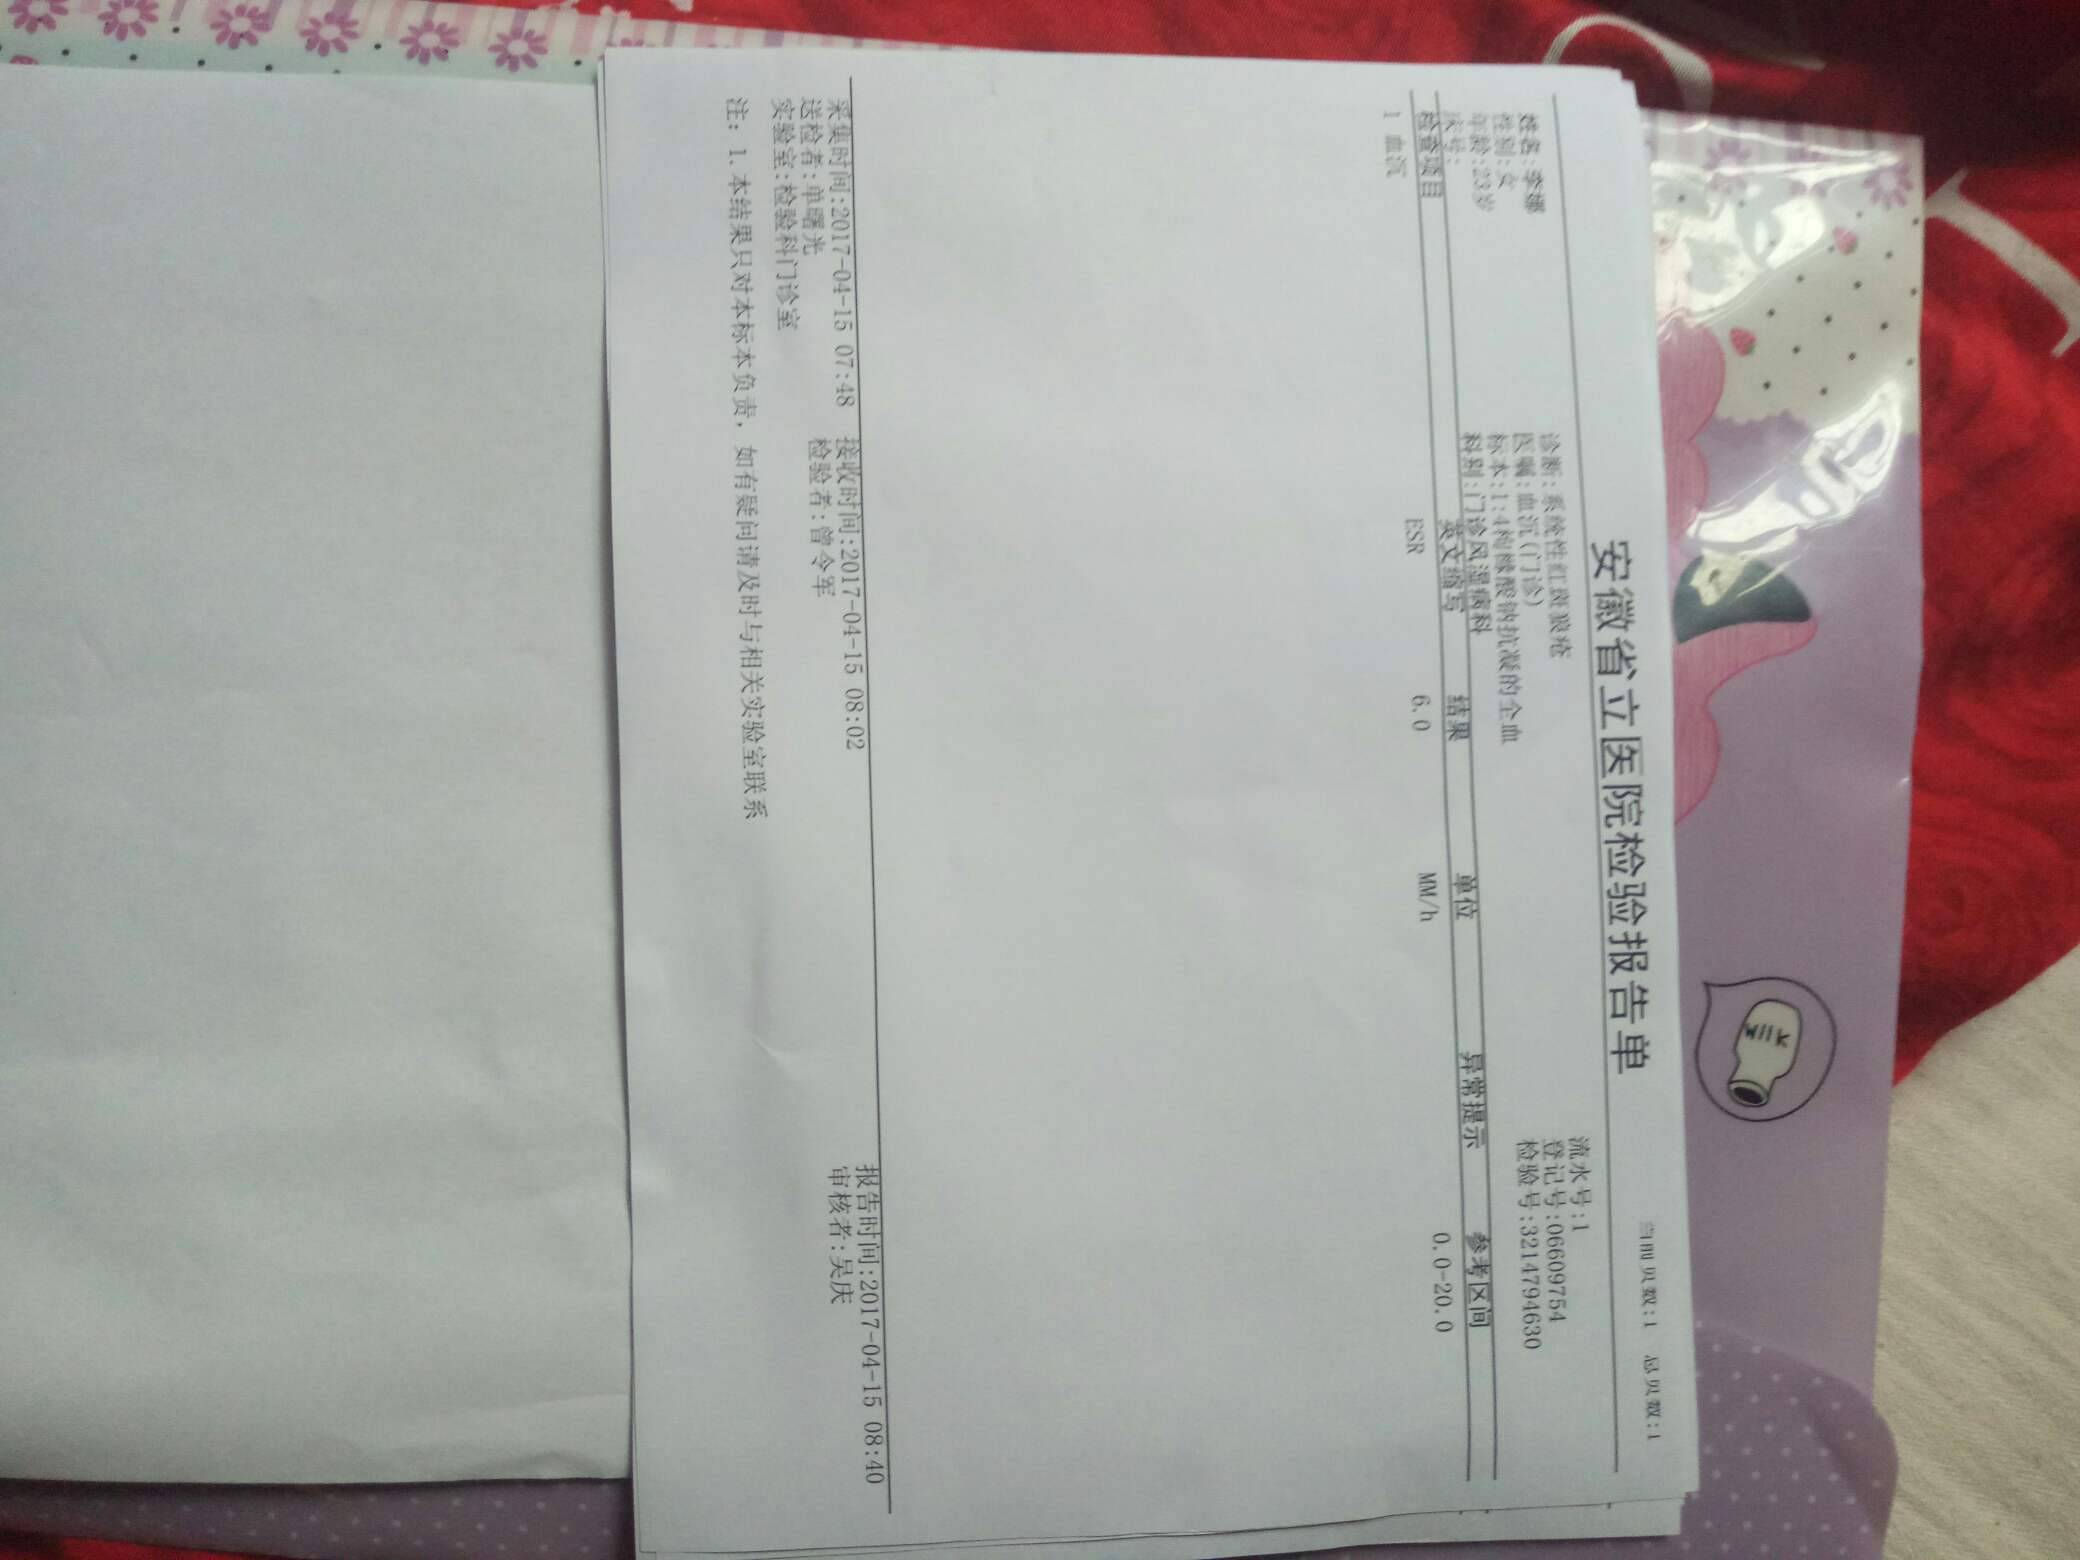 当前页数:1 总页数:1
安徽省立医院检验报告单
姓名:李娜 诊断:系统性红斑狼疮 流水号:1
性别:女 医嘱:血沉(门诊) 登记号:066609754
年龄:23岁 标本:1:4枸橼酸钠抗凝的全血 检验号:3214794630
床号: 科别:门诊风湿病科
检查项目 英文缩写 结果 单位 异常提示 参考区间
1 血沉 ESR 6.0 MM/h 0.0-20.0
采集时间:2017-04-15 07:48 接收时间:2017-04-15 08:02 报告时间:2017-04-15 08:40
送检者:单曙光 检验者:曾令军 审核者:吴庆
实验室:检验科门诊室
注: 1.本结果只对本标本负责, 如有疑问请及时与相关实验室联系